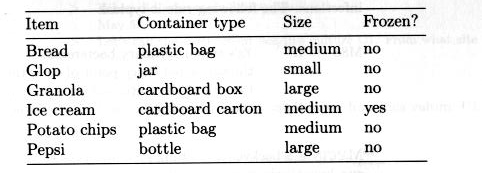 Item Container type Size Frozen?
Bread plastic bag medium no
Glop jar small no
Granola cardboard box large no
Ice cream cardboard carton medium yes
Potato chips plastic bag medium no
Pepsi bottle large no